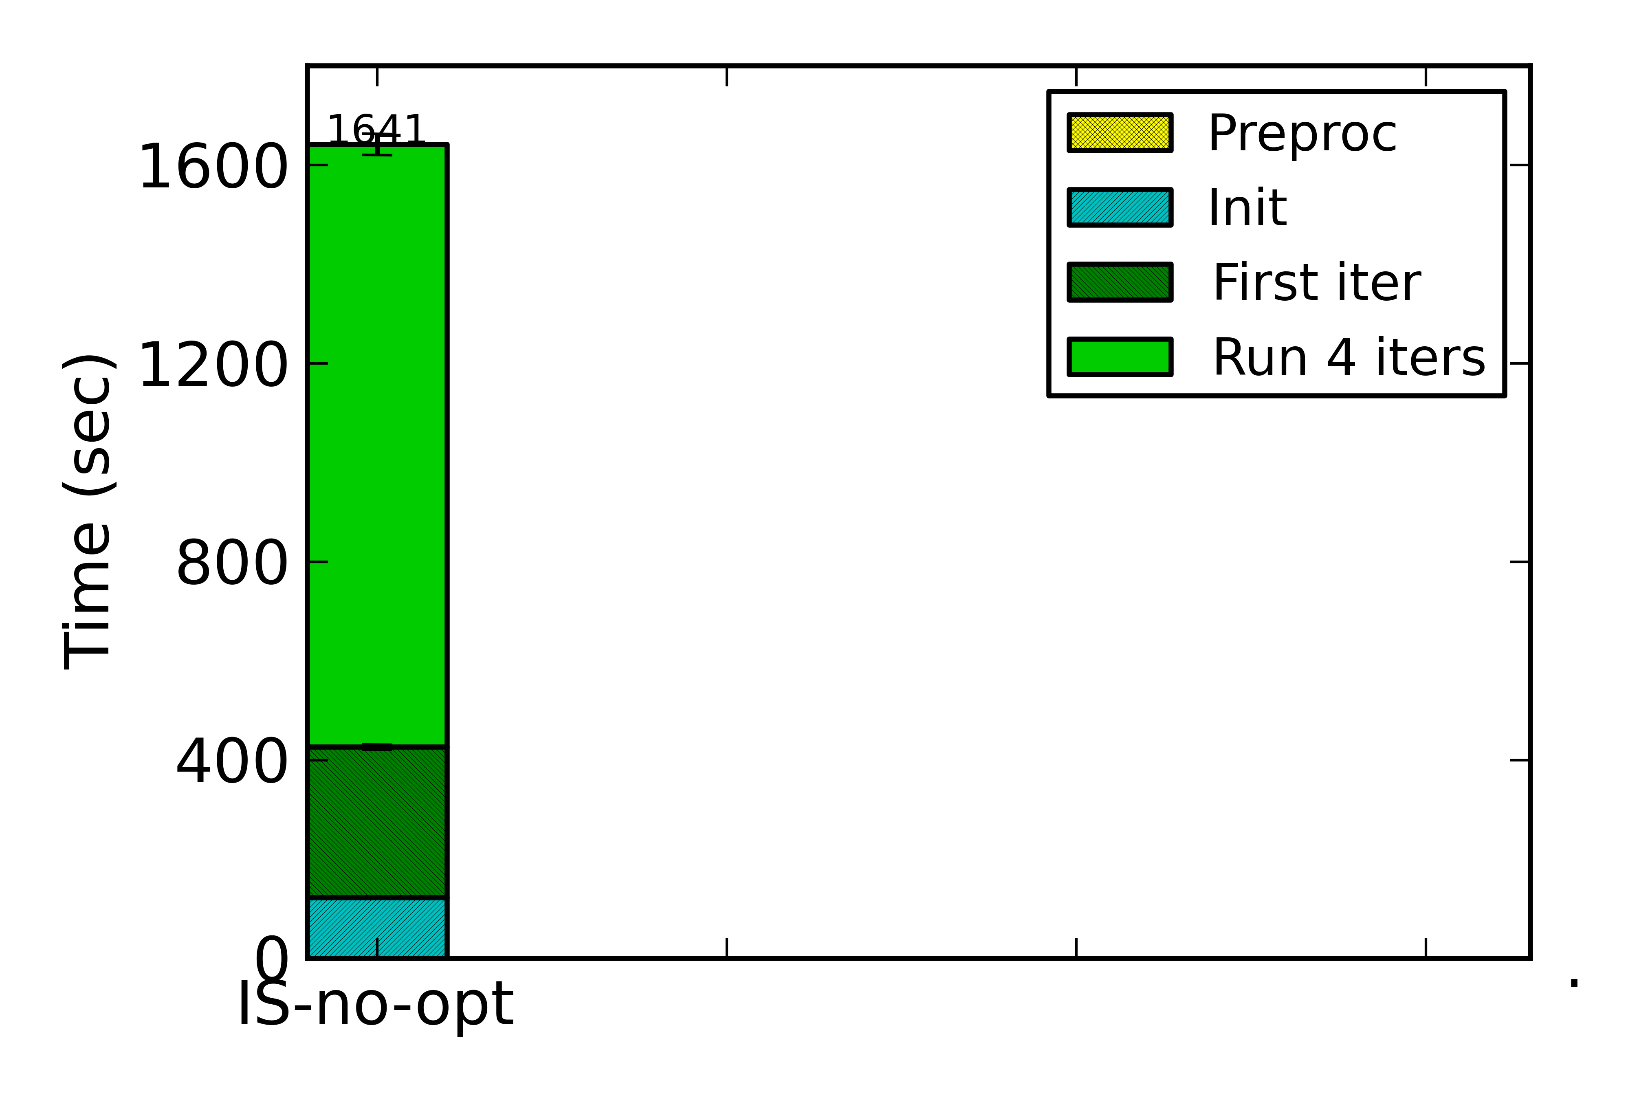 1641
1600
1200
800
400
0
Time (sec)
IS-no-opt
.
Preproc
Init
First iter
Run 4 iters